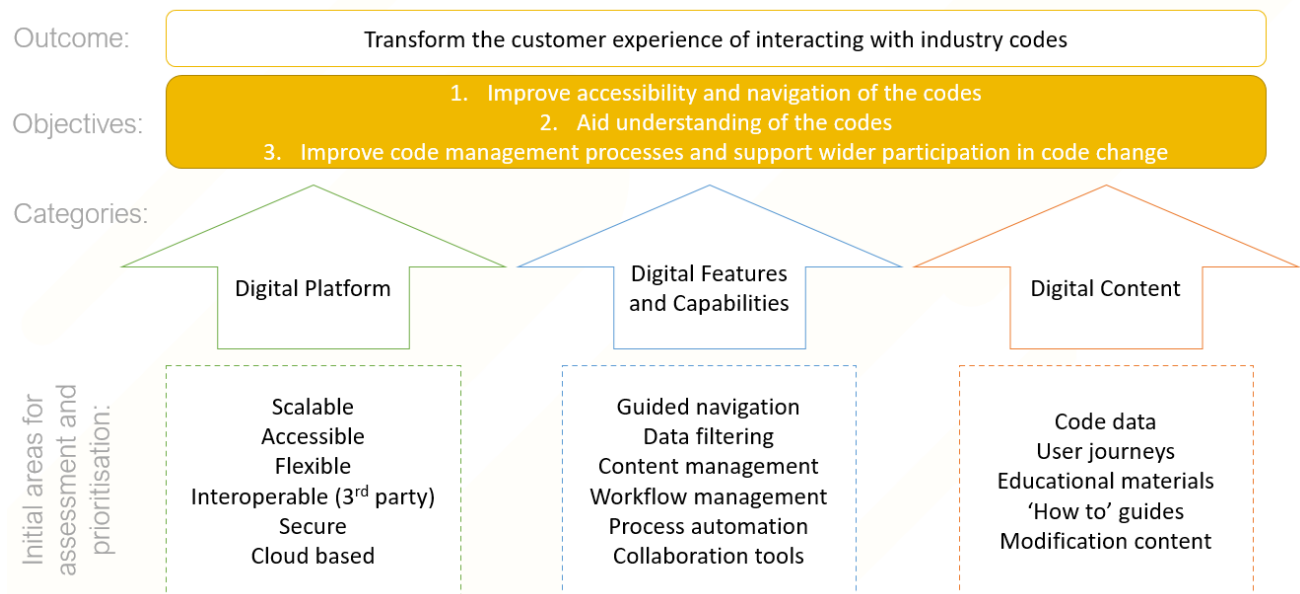 Outcome:
Transform the customer experience of interacting with industry codes
Objectives:
1. Improve accessibility and navigation of the codes
2. Aid understanding of the codes
3. Improve code management processes and support wider participation in code change
Categories:
Digital Platform
Digital Features
and Capabilities
Digital Content
Initial areas for
assessment and
prioritisation:
Scalable
Accessible
Flexible
Interoperable (3rd party)
Secure
Cloud based
Guided navigation
Data filtering
Content management
Workflow management
Process automation
Collaboration tools
Code data
User journeys
Educational materials
‘How to’ guides
Modification content